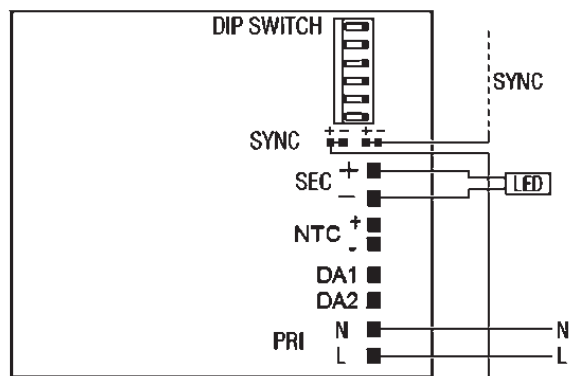 DIP SWITCH
SYNC
+ - + -
SYNC
SEC +
-
LED
NTC +
-
DA1
DA2
PRI N N
L L